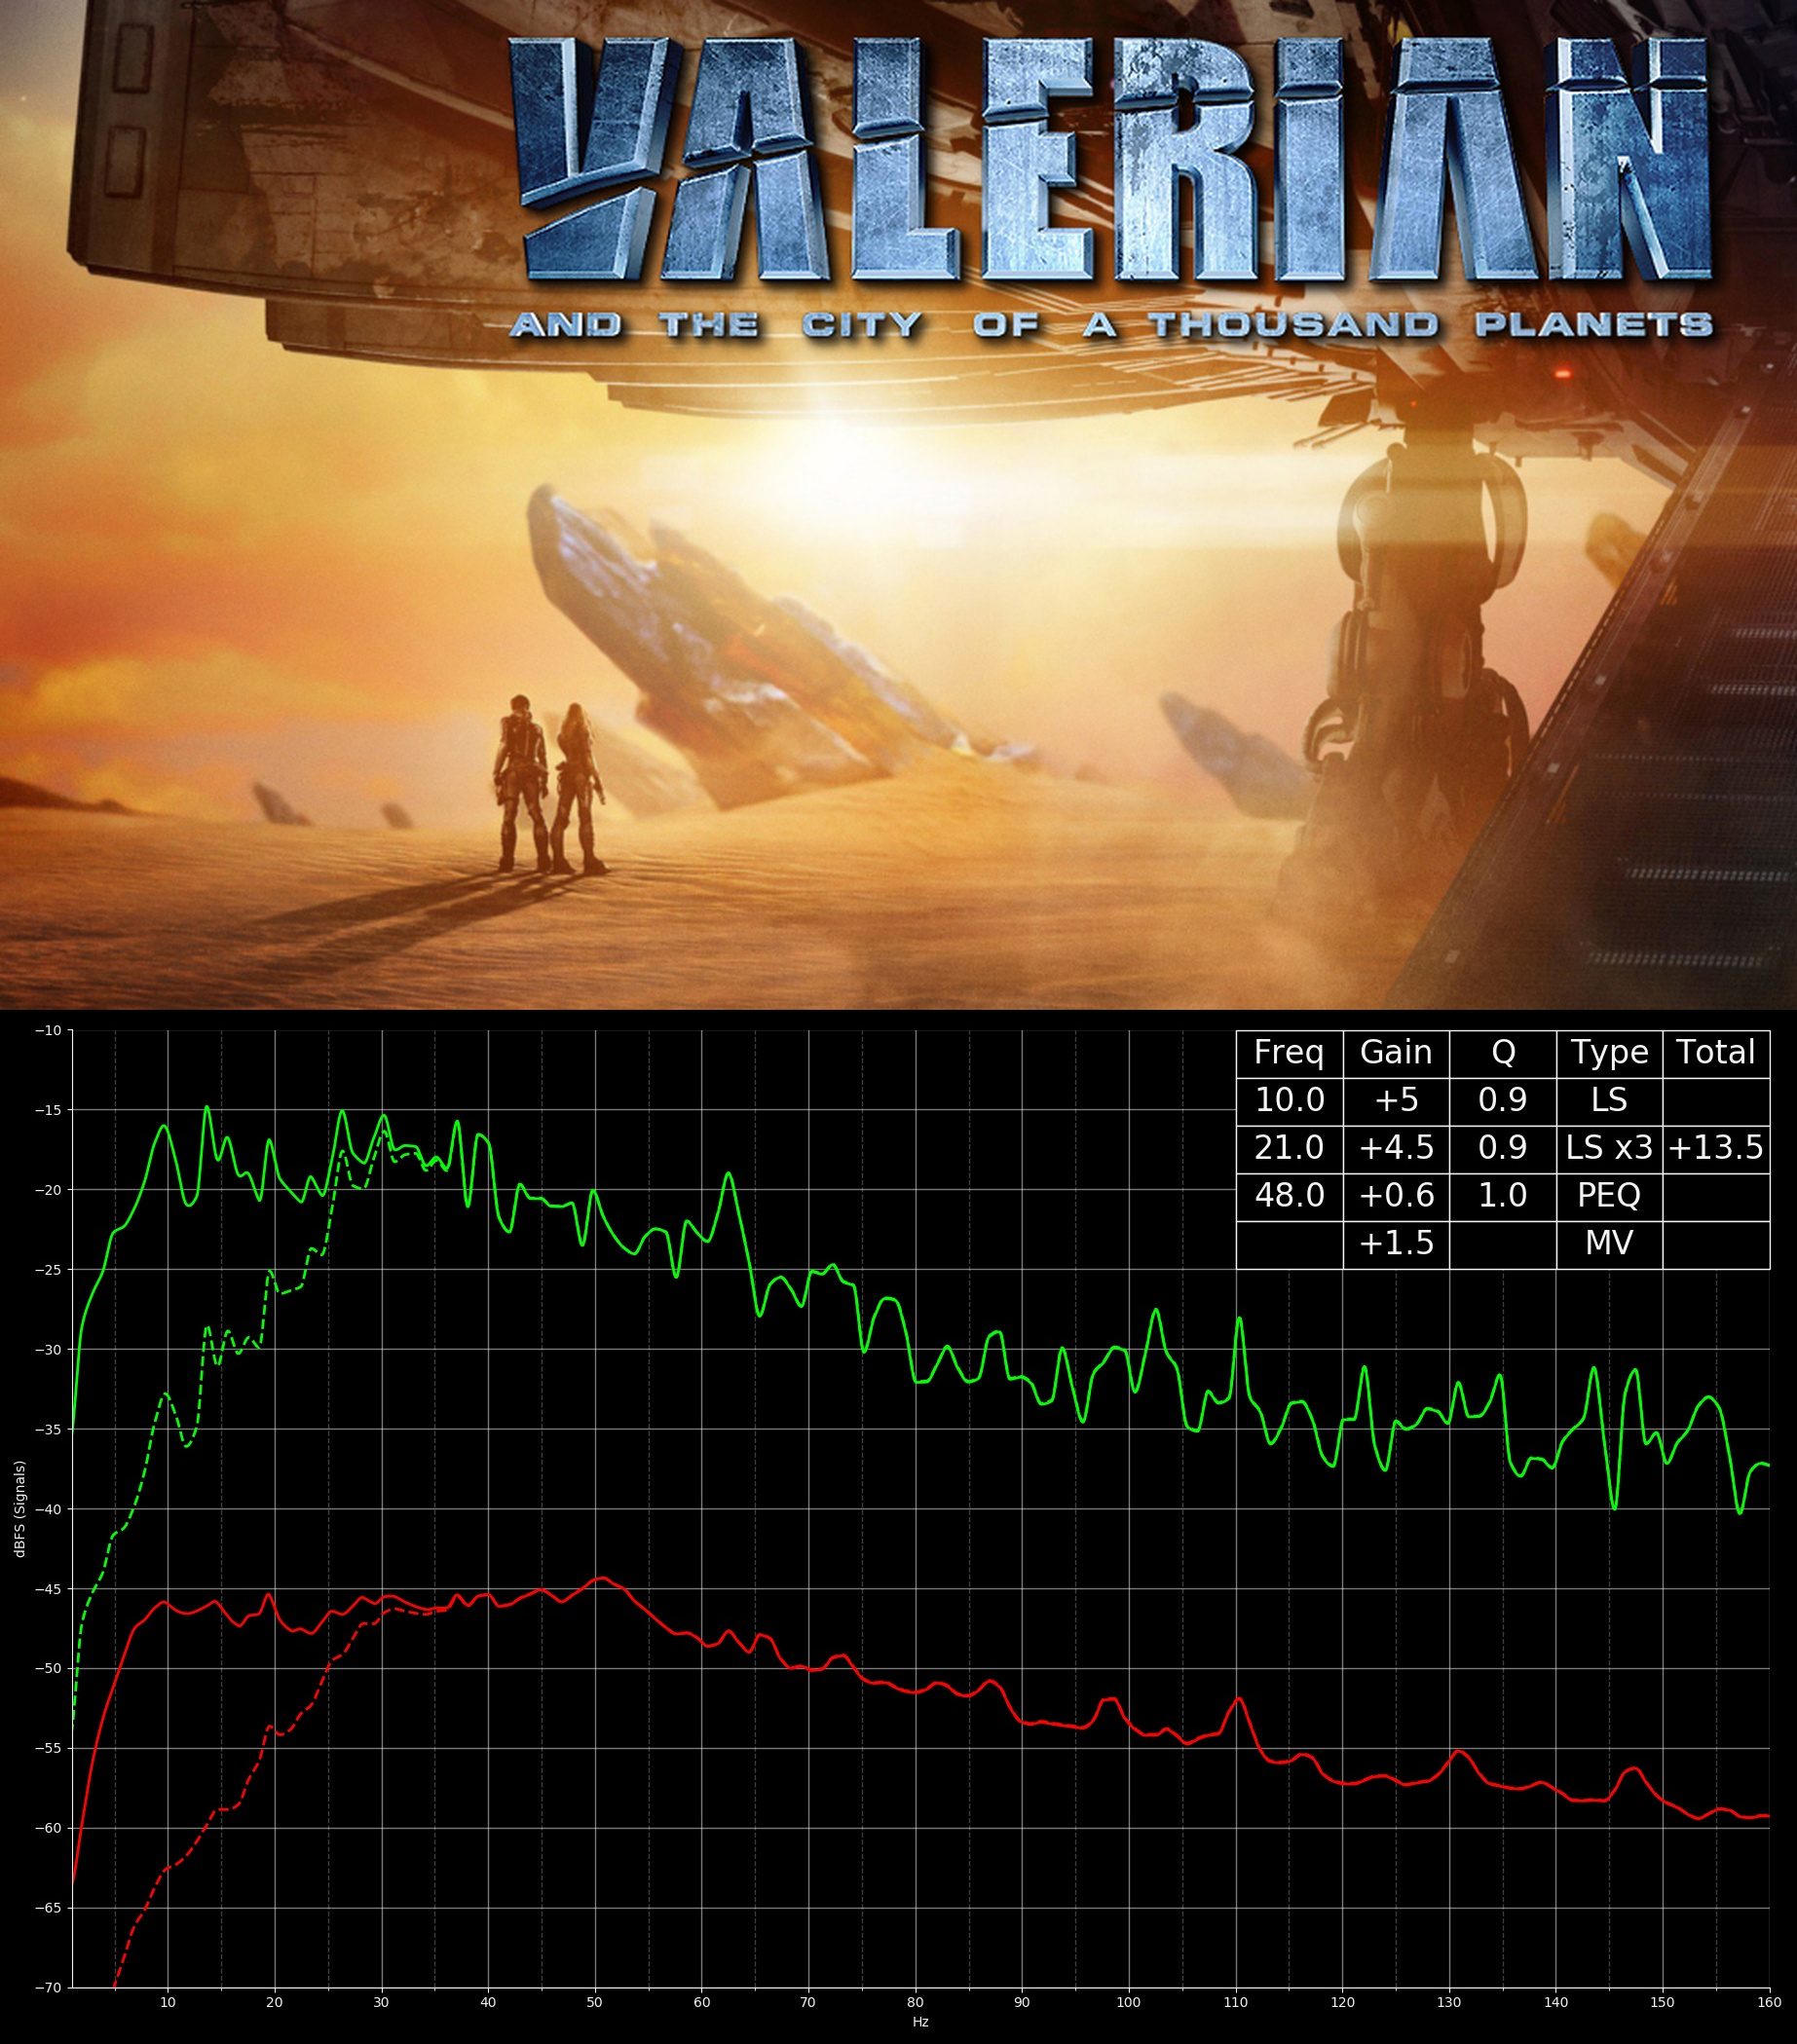 VALERIAN
AND THE CITY OF A THOUSAND PLANETS
Freq Gain Q Type Total
10.0 +5 0.9 LS
21.0 +4.5 0.9 LS x3 +13.5
48.0 +0.6 1.0 PEQ
+1.5 MV
−10
−15
−20
−25
−30
−35
−40
−45
−50
−55
−60
−65
−70
dBFS (Signals)
10 20 30 40 50 60 70 80 90 100 110 120 130 140 150 160
Hz